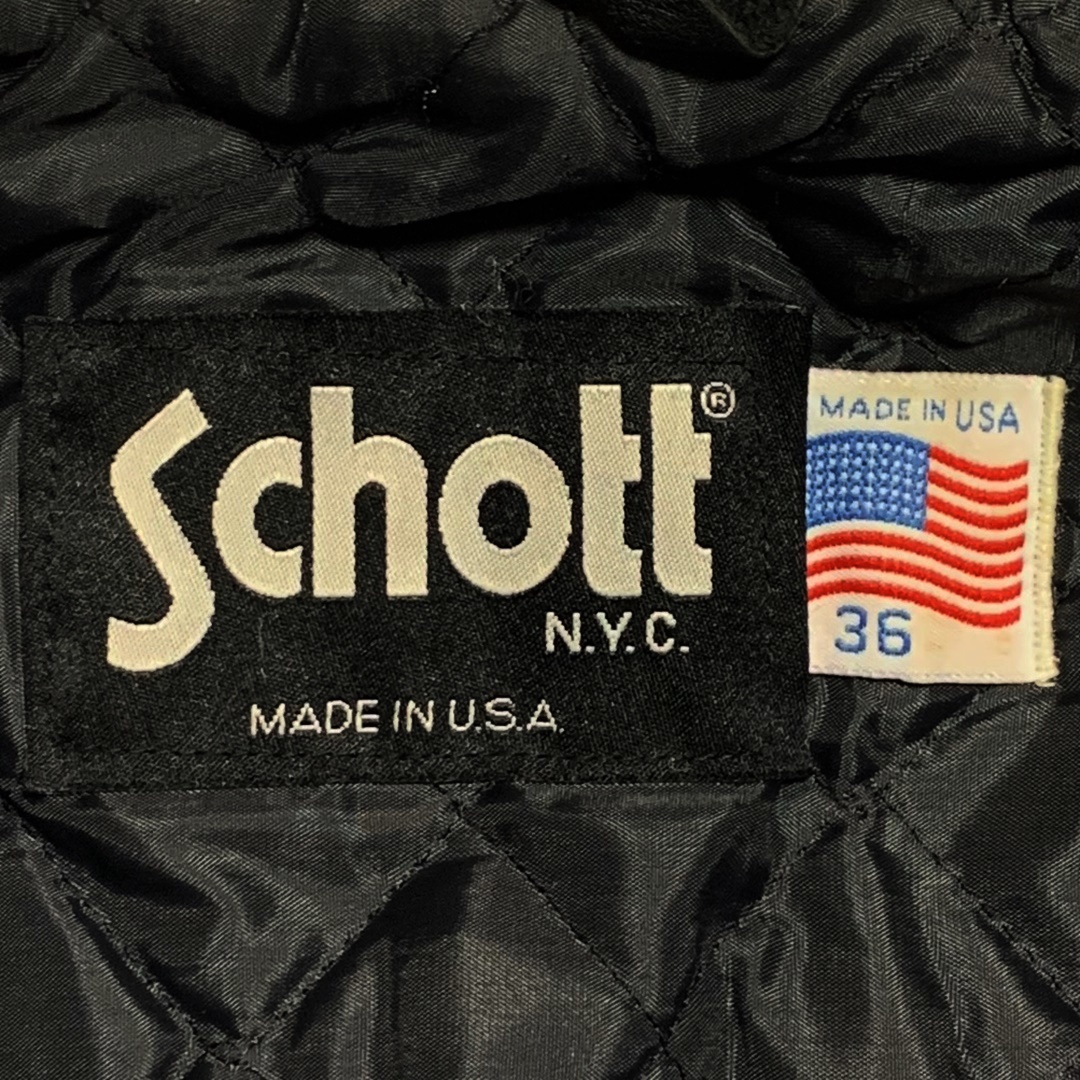 Schott®
N.Y.C.
MADE IN U.S.A.
MADE IN USA
36